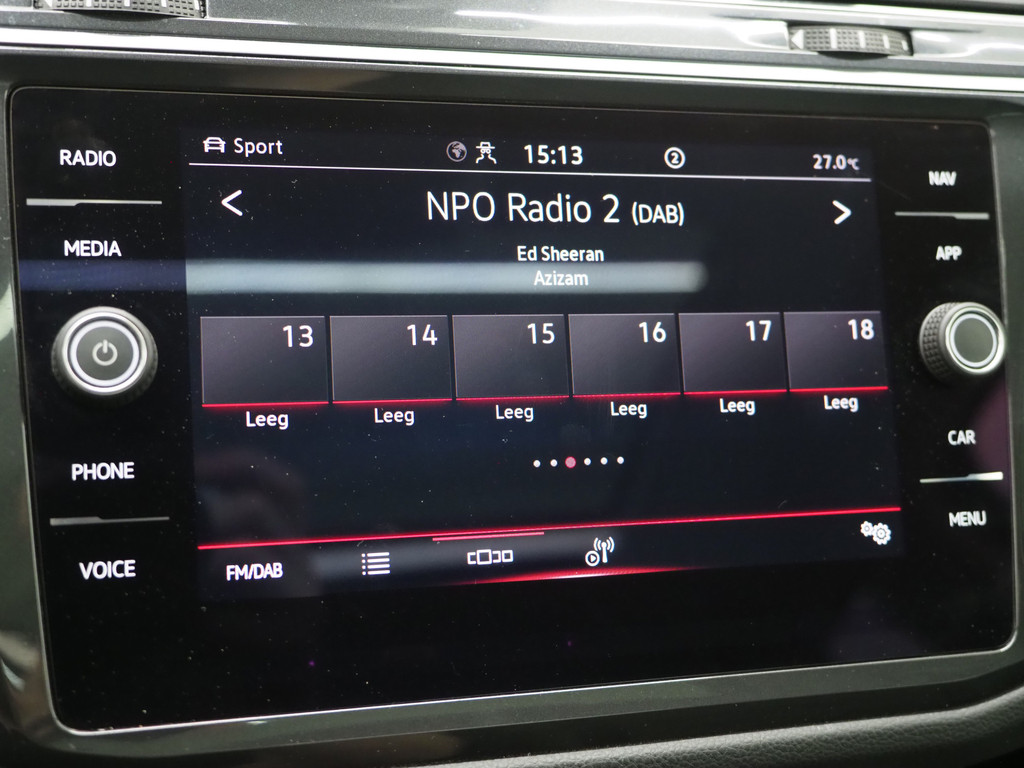 RADIO
MEDIA
PHONE
VOICE
Sport
15:13
2
27.0°C
< NPO Radio 2 (DAB) >
Ed Sheeran
Azizam
13 14 15 16 17 18
Leeg Leeg Leeg Leeg Leeg Leeg
FM/DAB
NAV
APP
CAR
MENU